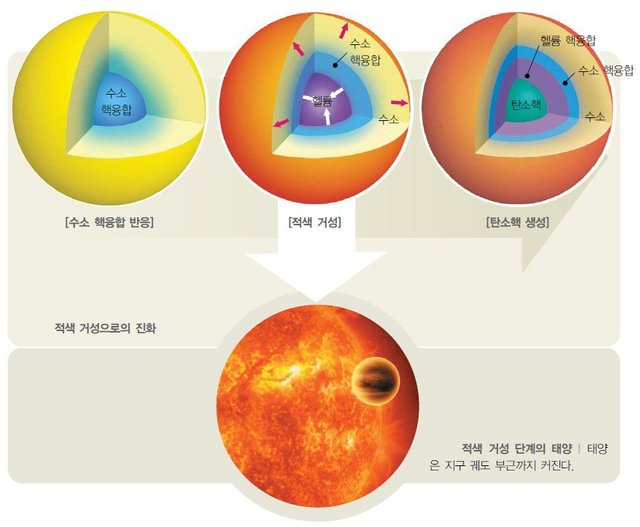 수소
핵융합
수소
핵융합
헬륨
수소
헬륨 핵융합
수소 핵융합
탄소핵
수소
[수소 핵융합 반응]
[적색 거성]
[탄소핵 생성]
적색 거성으로의 진화
적색 거성 단계의 태양 | 태양
은 지구 궤도 부근까지 커진다.